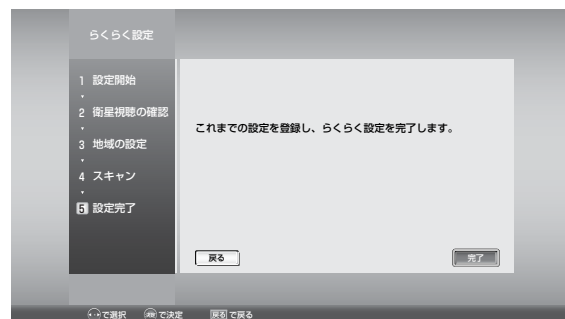 らくらく設定
1 設定開始
2 衛星視聴の確認
3 地域の設定
4 スキャン
5 設定完了
これまでの設定を登録し、らくらく設定を完了します。
戻る 完了
で選択 決定 で決定 戻る で戻る